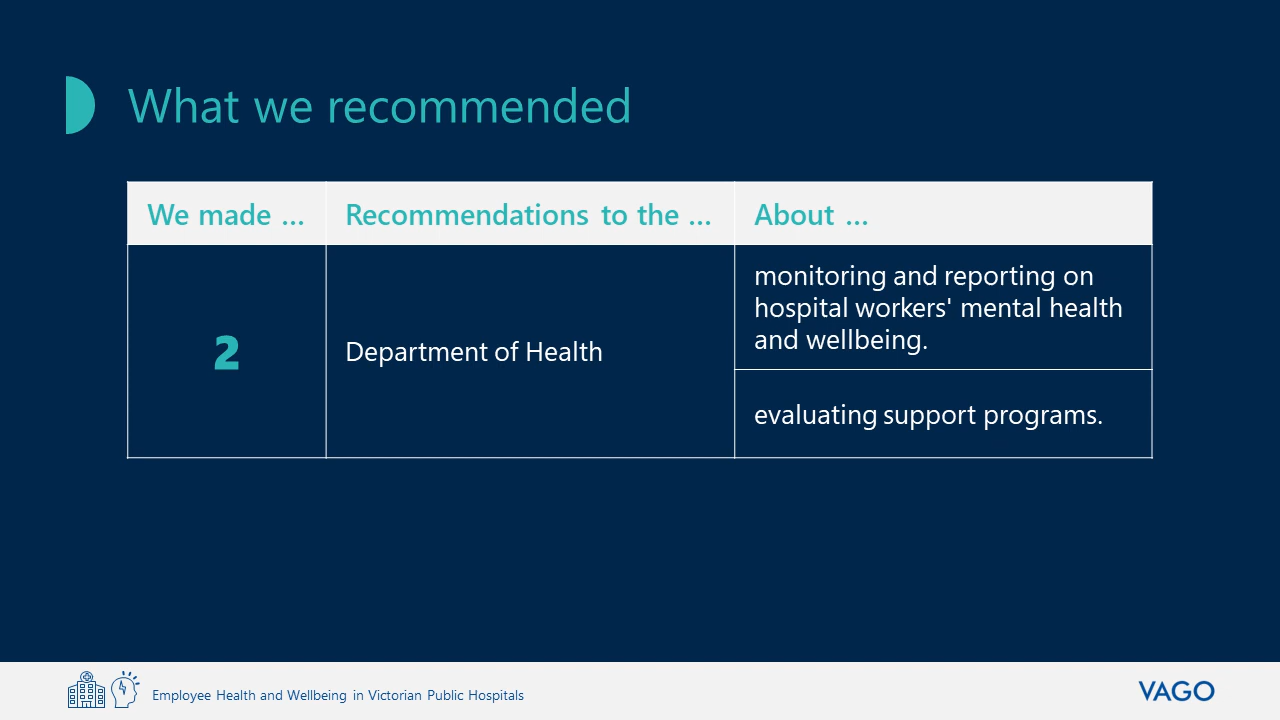 What we recommended
We made ...
Recommendations to the ...
About ...
2
Department of Health
monitoring and reporting on
hospital workers' mental health
and wellbeing.
evaluating support programs.
Employee Health and Wellbeing in Victorian Public Hospitals
VAGO